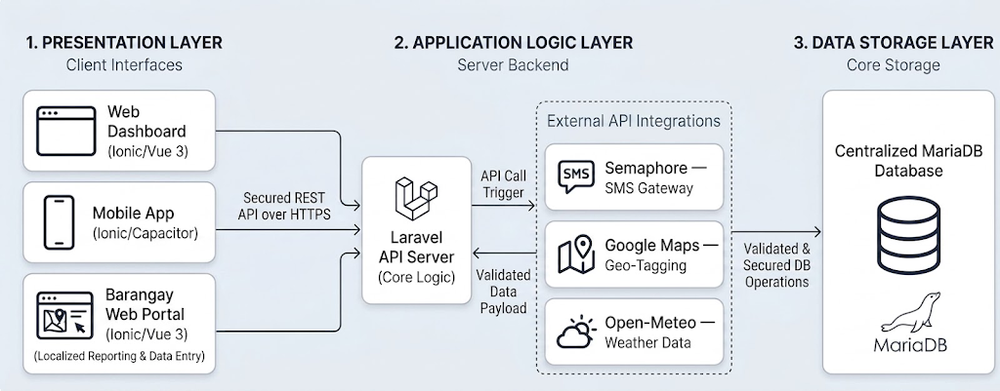 1. PRESENTATION LAYER
Client Interfaces
Web
Dashboard
(Ionic/Vue 3)
Mobile App
(Ionic/Capacitor)
Barangay
Web Portal
(Ionic/Vue 3)
(Localized Reporting & Data Entry)
Secured REST
API over HTTPS
2. APPLICATION LOGIC LAYER
Server Backend
Laravel
API Server
(Core Logic)
API Call
Trigger
Validated
Data
Payload
External API Integrations
SMS
Semaphore —
SMS Gateway
Google Maps —
Geo-Tagging
Open-Meteo —
Weather Data
Validated &
Secured DB
Operations
3. DATA STORAGE LAYER
Core Storage
Centralized MariaDB
Database
MariaDB